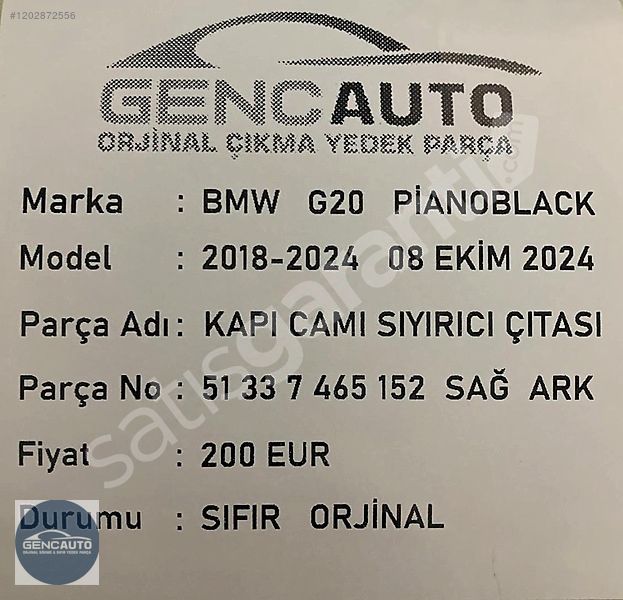 #1202872556
GENCAUTO
ORJİNAL ÇIKMA YEDEK PARÇA
Marka : BMW G20 PİANOBLACK
Model : 2018-2024 08 EKİM 2024
Parça Adı : KAPI CAMI SIYIRICI ÇITASI
Parça No : 51 33 7 465 152 SAĞ ARK
Fiyat : 200 EUR
Durumu : SIFIR ORJİNAL
satisgaranti.com
GENCAUTO